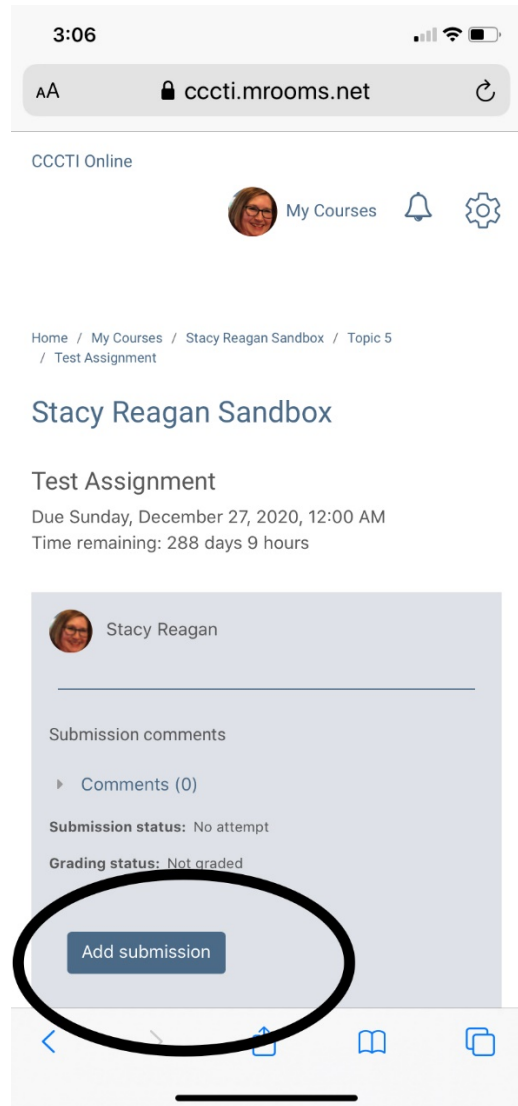 3:06
AA cccti.mrooms.net
CCCTI Online
My Courses
Home / My Courses / Stacy Reagan Sandbox / Topic 5
/ Test Assignment
Stacy Reagan Sandbox
Test Assignment
Due Sunday, December 27, 2020, 12:00 AM
Time remaining: 288 days 9 hours
Stacy Reagan
Submission comments
Comments (0)
Submission status: No attempt
Grading status: Not graded
Add submission